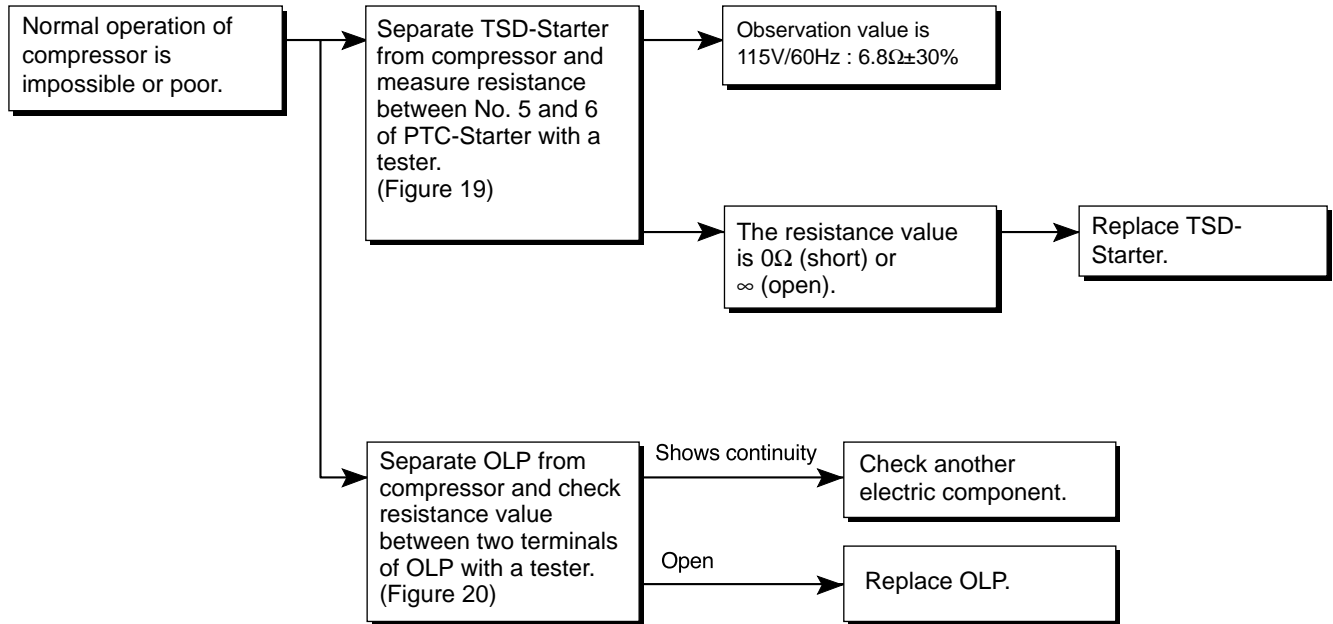 Normal operation of
compressor is
impossible or poor.
Separate TSD-Starter
from compressor and
measure resistance
between No. 5 and 6
of PTC-Starter with a
tester.
(Figure 19)
Observation value is
115V/60Hz : 6.8Ω±30%
The resistance value
is 0Ω (short) or
∞ (open).
Replace TSD-
Starter.
Separate OLP from
compressor and check
resistance value
between two terminals
of OLP with a tester.
(Figure 20)
Shows continuity
Check another
electric component.
Open
Replace OLP.